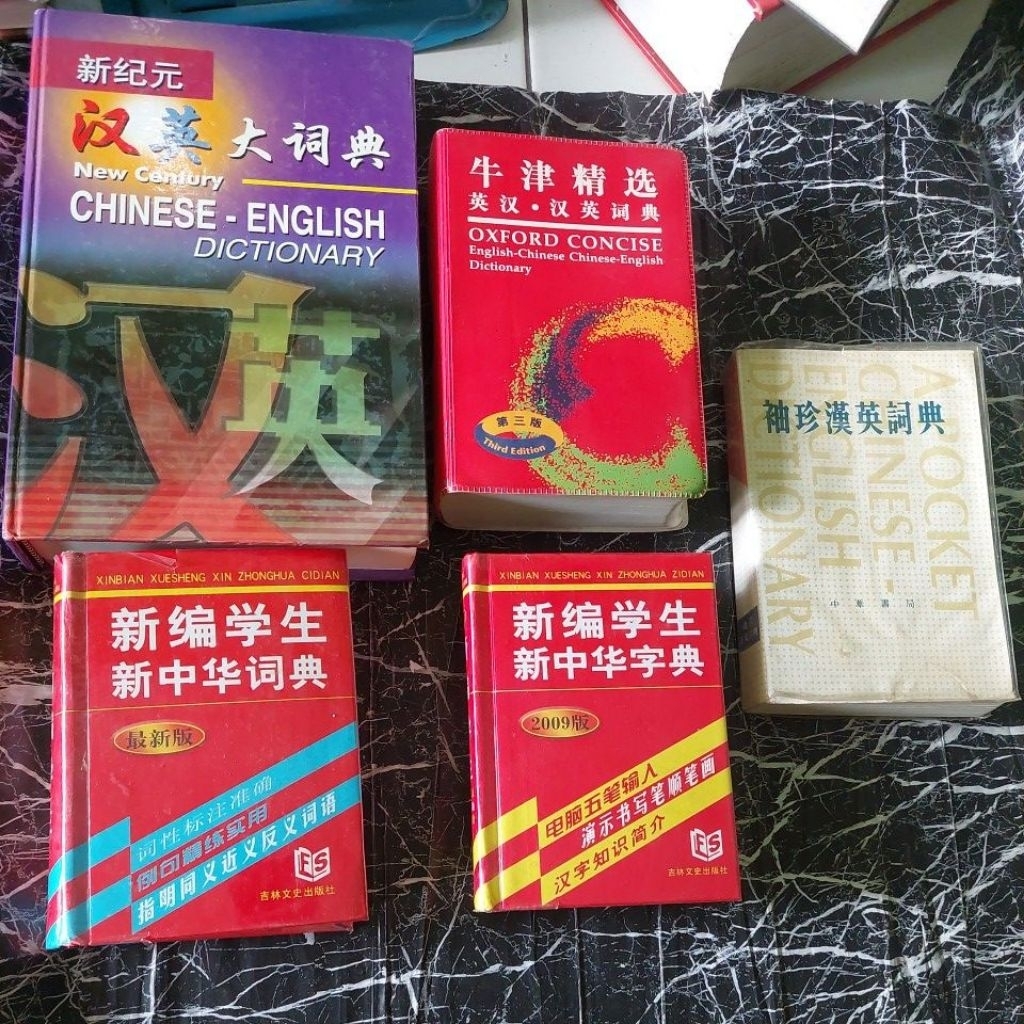 新纪元
汉英大词典
New Century
CHINESE - ENGLISH
DICTIONARY
汉英
牛津精选
英汉·汉英词典
OXFORD CONCISE
English-Chinese Chinese-English
Dictionary
第三版
Third Edition
袖珍漢英詞典
A POCKET
CHINESE-
ENGLISH
DICTIONARY
中華書局
XINBIAN XUESHENG XIN ZHONGHUA CIDIAN
新编学生
新中华词典
最新版
词性标注准确
例句精练实用
指明同义近义反义词语
吉林文史出版社
XINBIAN XUESHENG XIN ZHONGHUA ZIDIAN
新编学生
新中华字典
2009版
电脑五笔输入
演示书写笔顺笔画
汉字知识简介
吉林文史出版社